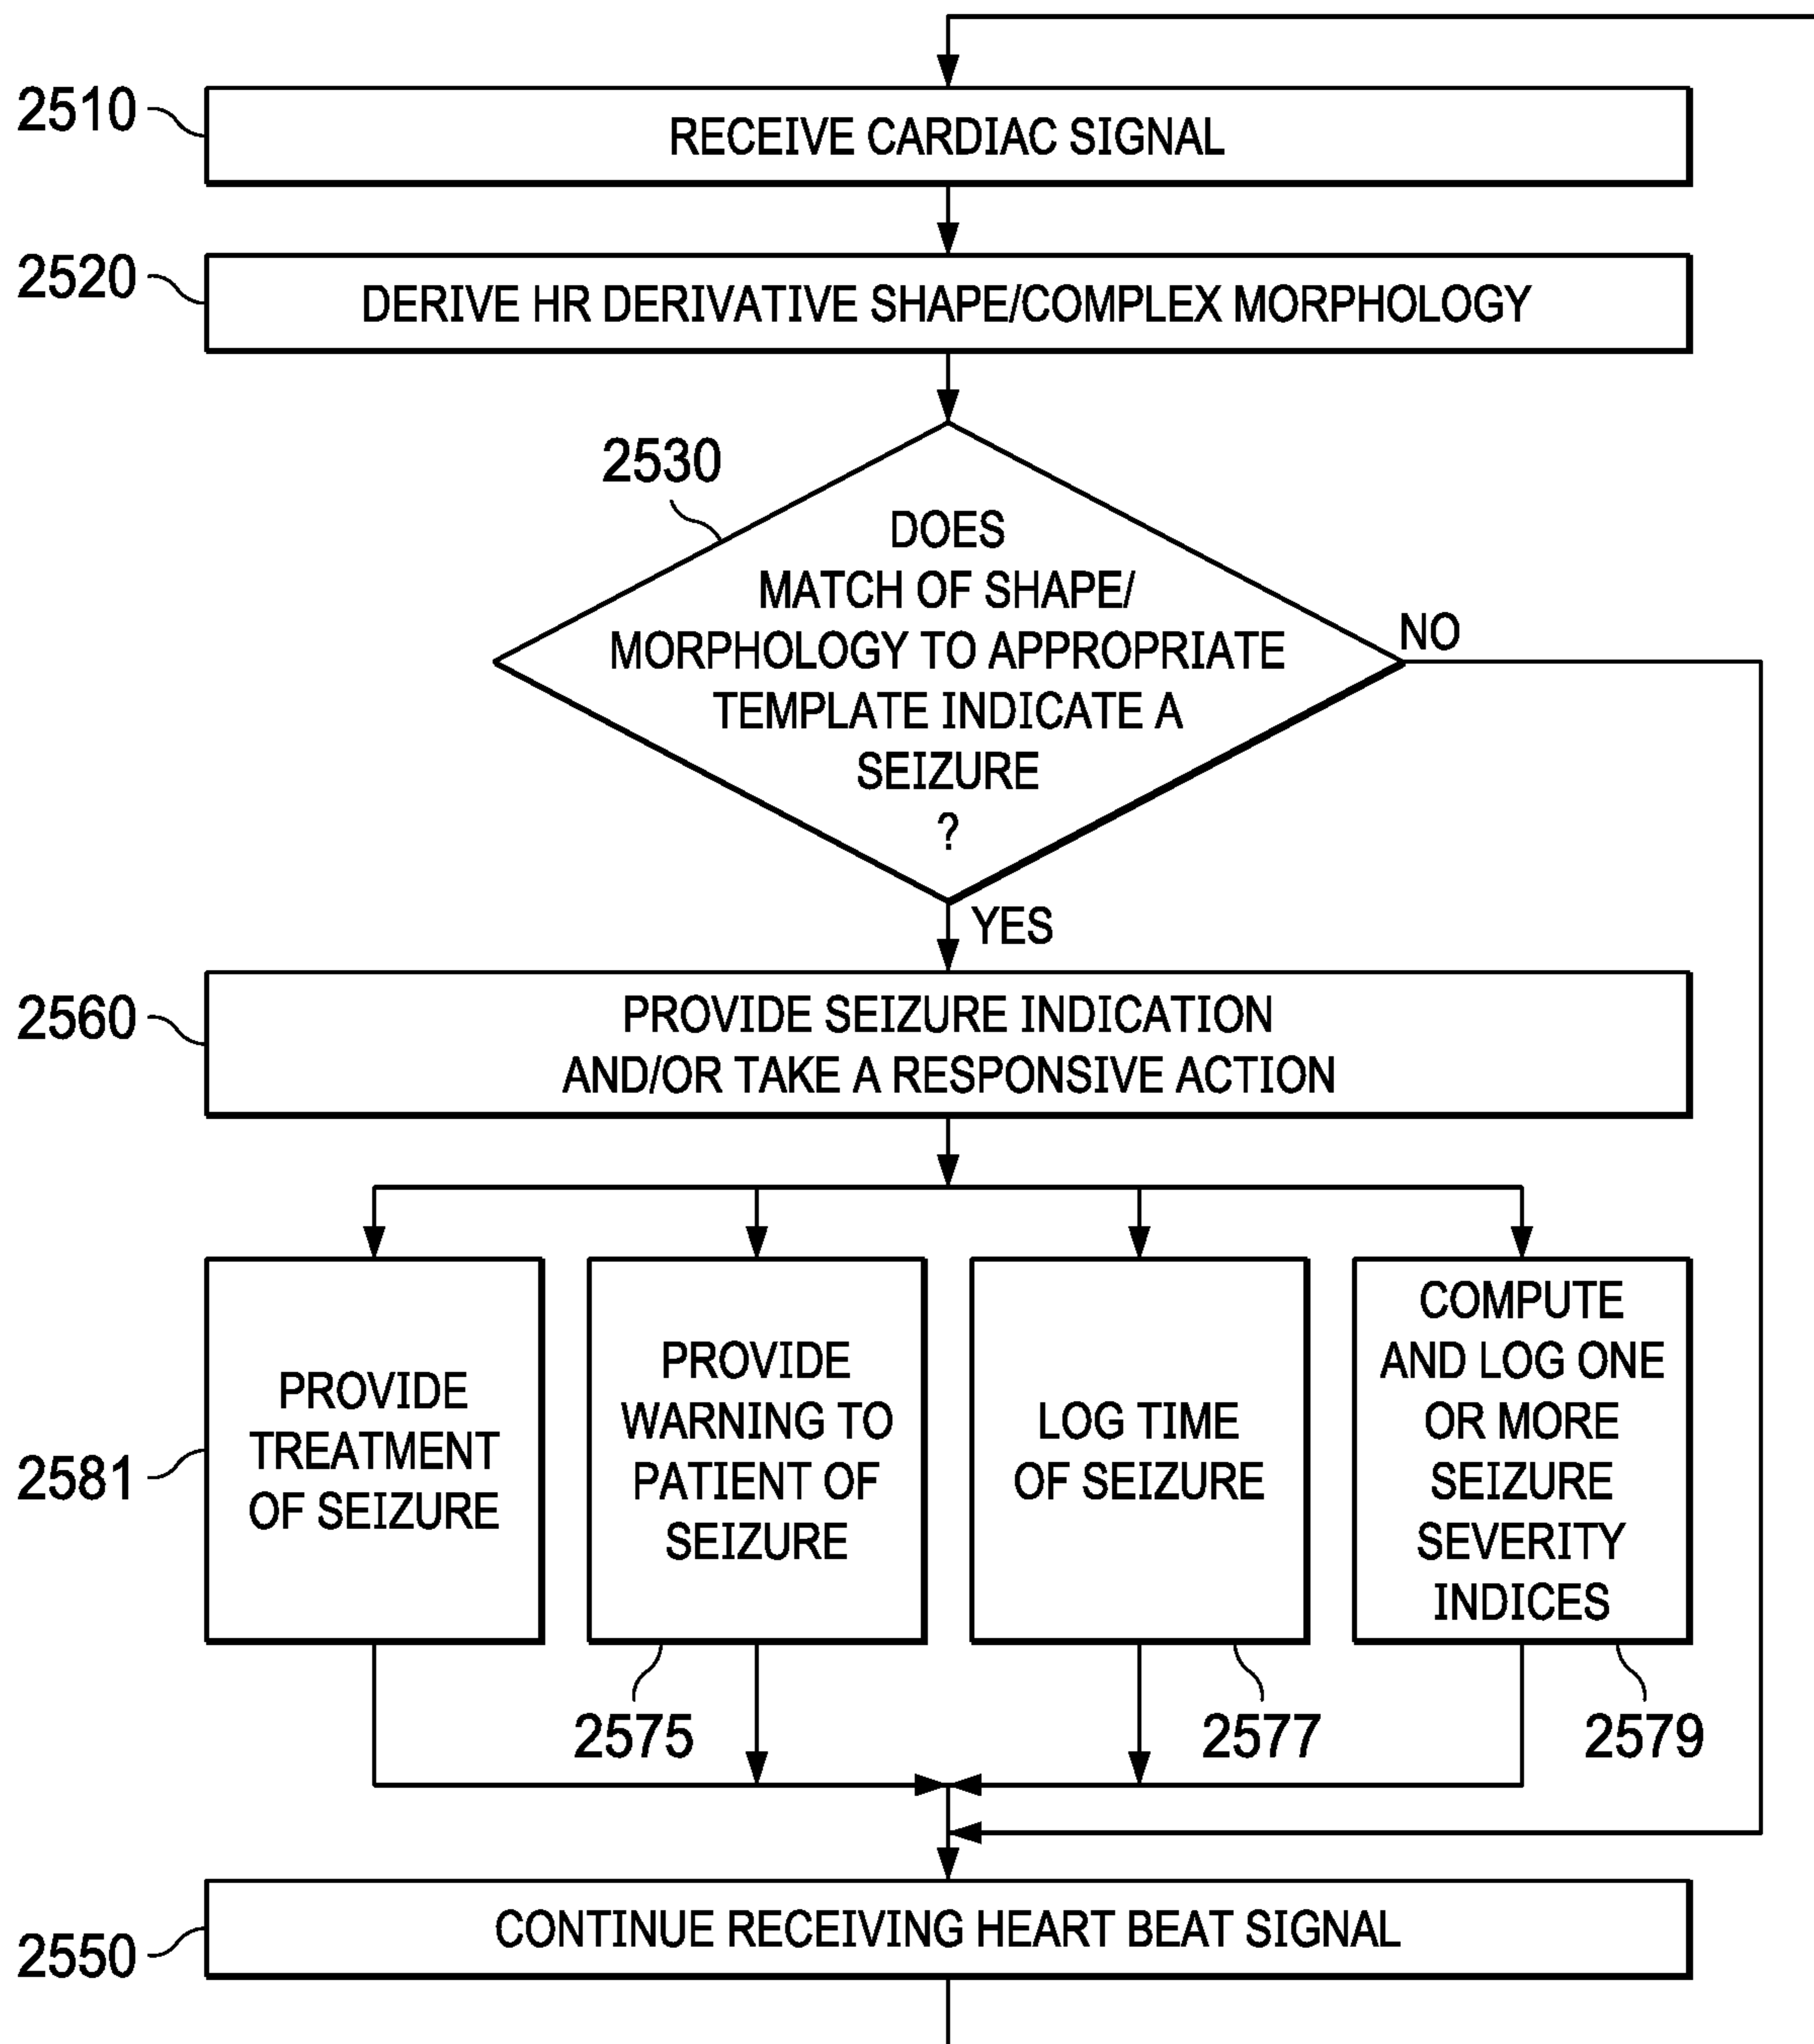 2510
RECEIVE CARDIAC SIGNAL
2520
DERIVE HR DERIVATIVE SHAPE/COMPLEX MORPHOLOGY
2530
DOES
MATCH OF SHAPE/
MORPHOLOGY TO APPROPRIATE
TEMPLATE INDICATE A
SEIZURE
?
NO
YES
2560
PROVIDE SEIZURE INDICATION
AND/OR TAKE A RESPONSIVE ACTION
2581
PROVIDE
TREATMENT
OF SEIZURE
PROVIDE
WARNING TO
PATIENT OF
SEIZURE
2575
LOG TIME
OF SEIZURE
2577
COMPUTE
AND LOG ONE
OR MORE
SEIZURE
SEVERITY
INDICES
2579
2550
CONTINUE RECEIVING HEART BEAT SIGNAL